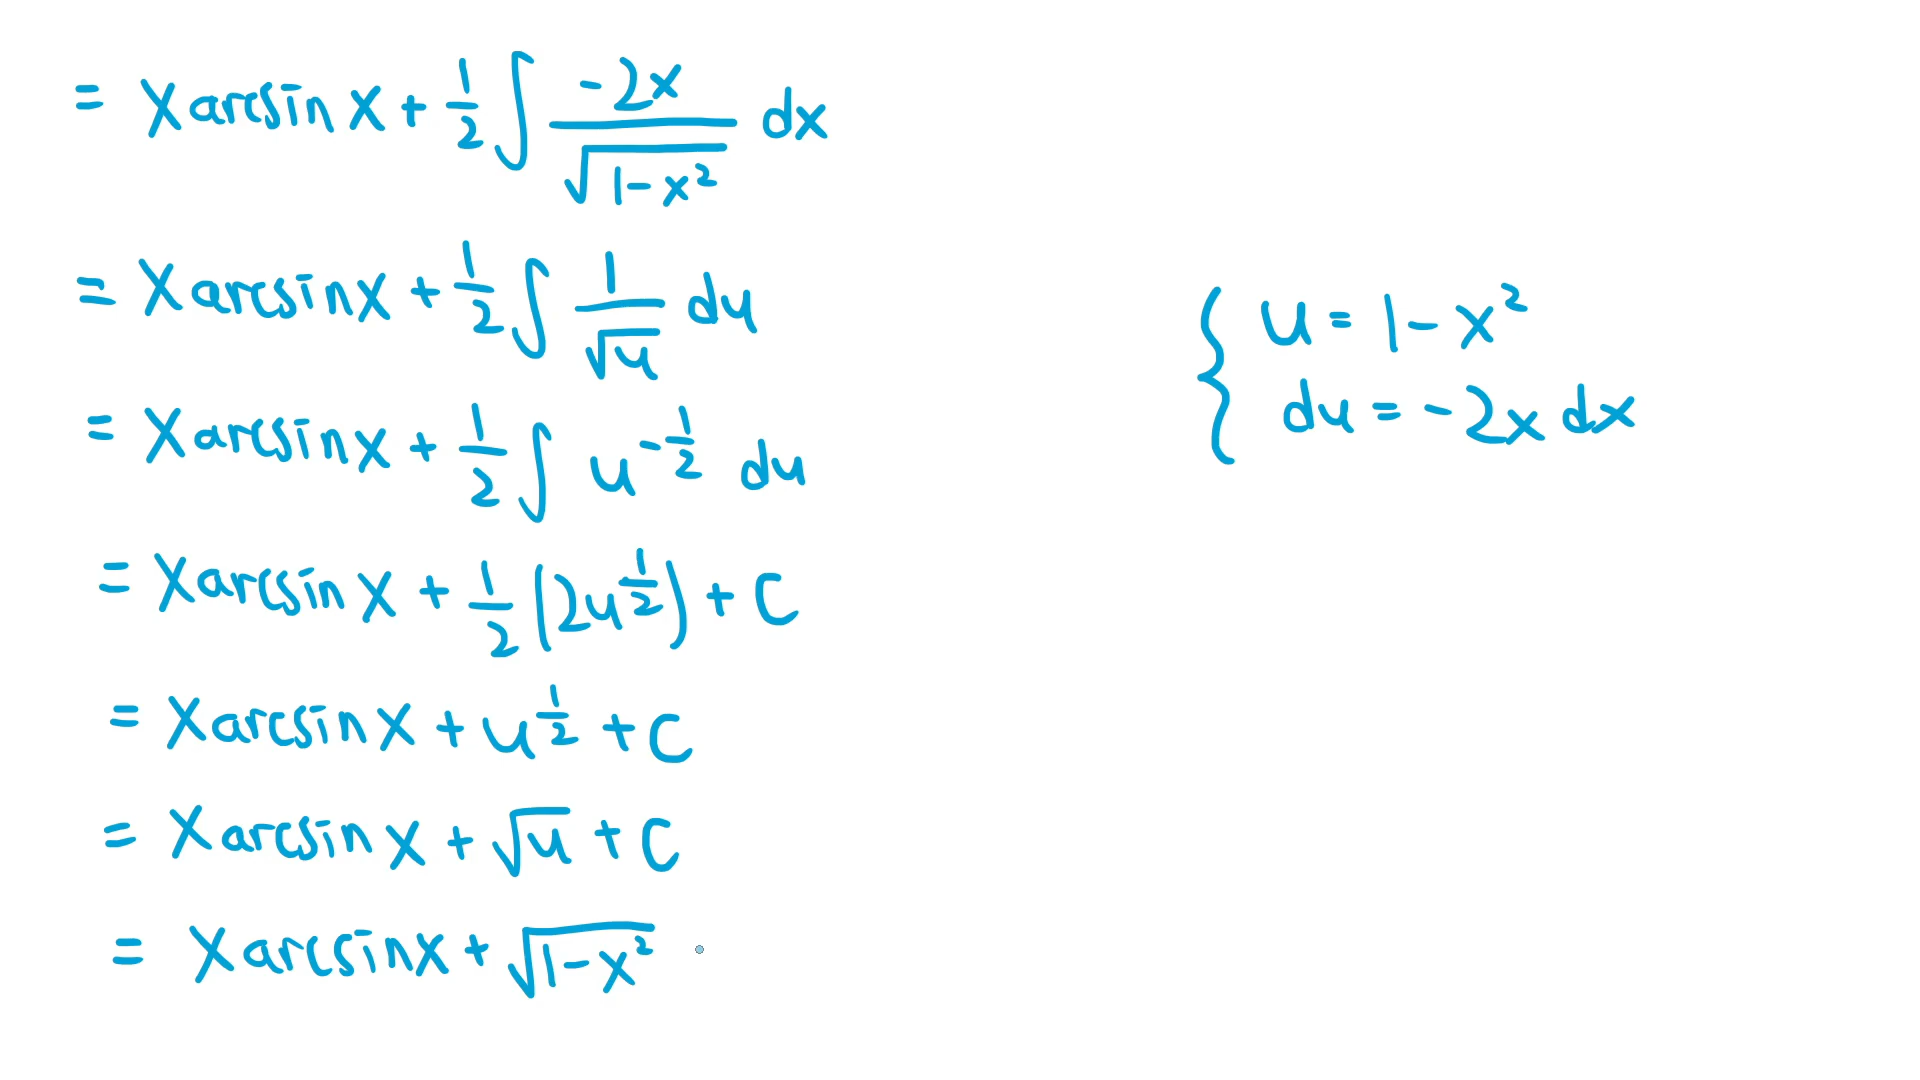 = x arcsin x + 1/2 ∫ -2x/√(1-x²) dx
= x arcsin x + 1/2 ∫ 1/√u du
= x arcsin x + 1/2 ∫ u^(-1/2) du
= x arcsin x + 1/2 (2u^(1/2)) + C
= x arcsin x + u^(1/2) + C
= x arcsin x + √u + C
= x arcsin x + √(1-x²)
{ u = 1 - x²
du = -2x dx